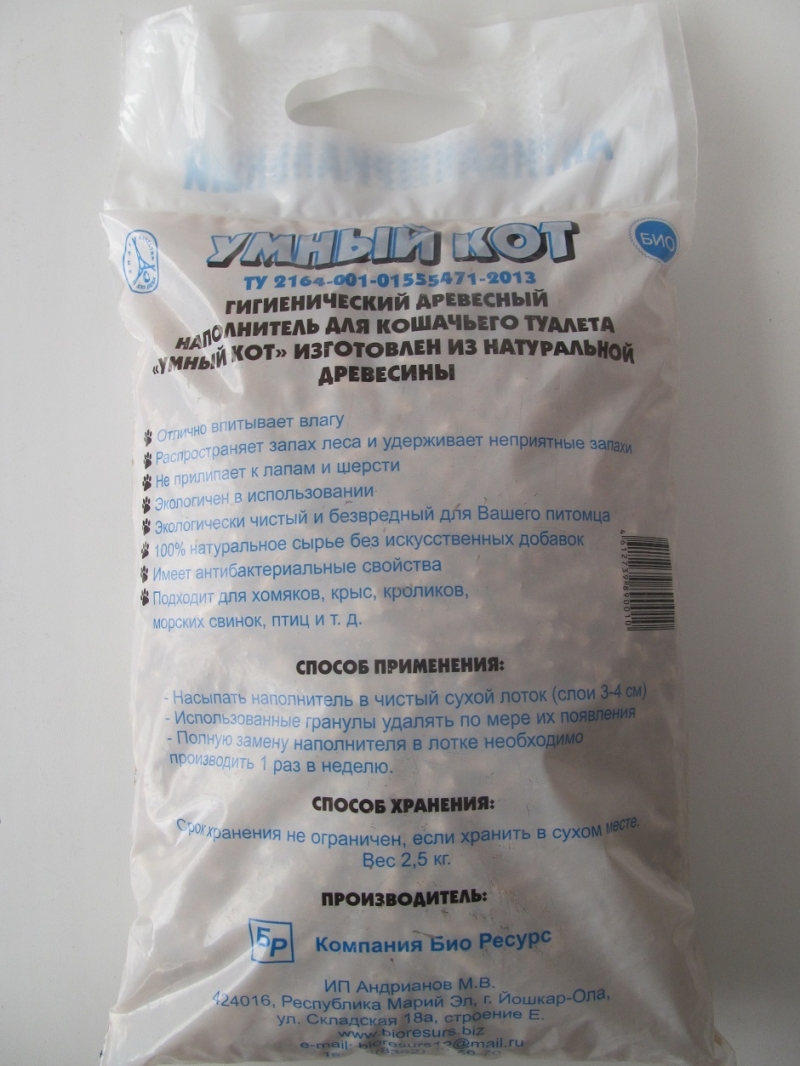 АНТИБАКТЕРИАЛЬНЫЙ
УМНЫЙ КОТ
БИО
ТУ 2164-001-01555471-2013
ГИГИЕНИЧЕСКИЙ ДРЕВЕСНЫЙ
НАПОЛНИТЕЛЬ ДЛЯ КОШАЧЬЕГО ТУАЛЕТА
«УМНЫЙ КОТ» ИЗГОТОВЛЕН ИЗ НАТУРАЛЬНОЙ
ДРЕВЕСИНЫ
Отлично впитывает влагу
Распространяет запах леса и удерживает неприятные запахи
Не прилипает к лапам и шерсти
Экологичен в использовании
Экологически чистый и безвредный для Вашего питомца
100% натуральное сырье без искусственных добавок
Имеет антибактериальные свойства
Подходит для хомяков, крыс, кроликов,
морских свинок, птиц и т. д.
СПОСОБ ПРИМЕНЕНИЯ:
- Насыпать наполнитель в чистый сухой лоток (слои 3-4 см)
- Использованные гранулы удалять по мере их появления
- Полную замену наполнителя в лотке необходимо
производить 1 раз в неделю.
СПОСОБ ХРАНЕНИЯ:
Срок хранения не ограничен, если хранить в сухом месте.
Вес 2,5 кг.
ПРОИЗВОДИТЕЛЬ:
БР
Компания Био Ресурс
ИП Андрианов М.В.
424016, Республика Марий Эл, г. Йошкар-Ола,
ул. Складская 18а, строение Е.
www.bioresurs.biz
e-mail: bioresurs12@mail.ru